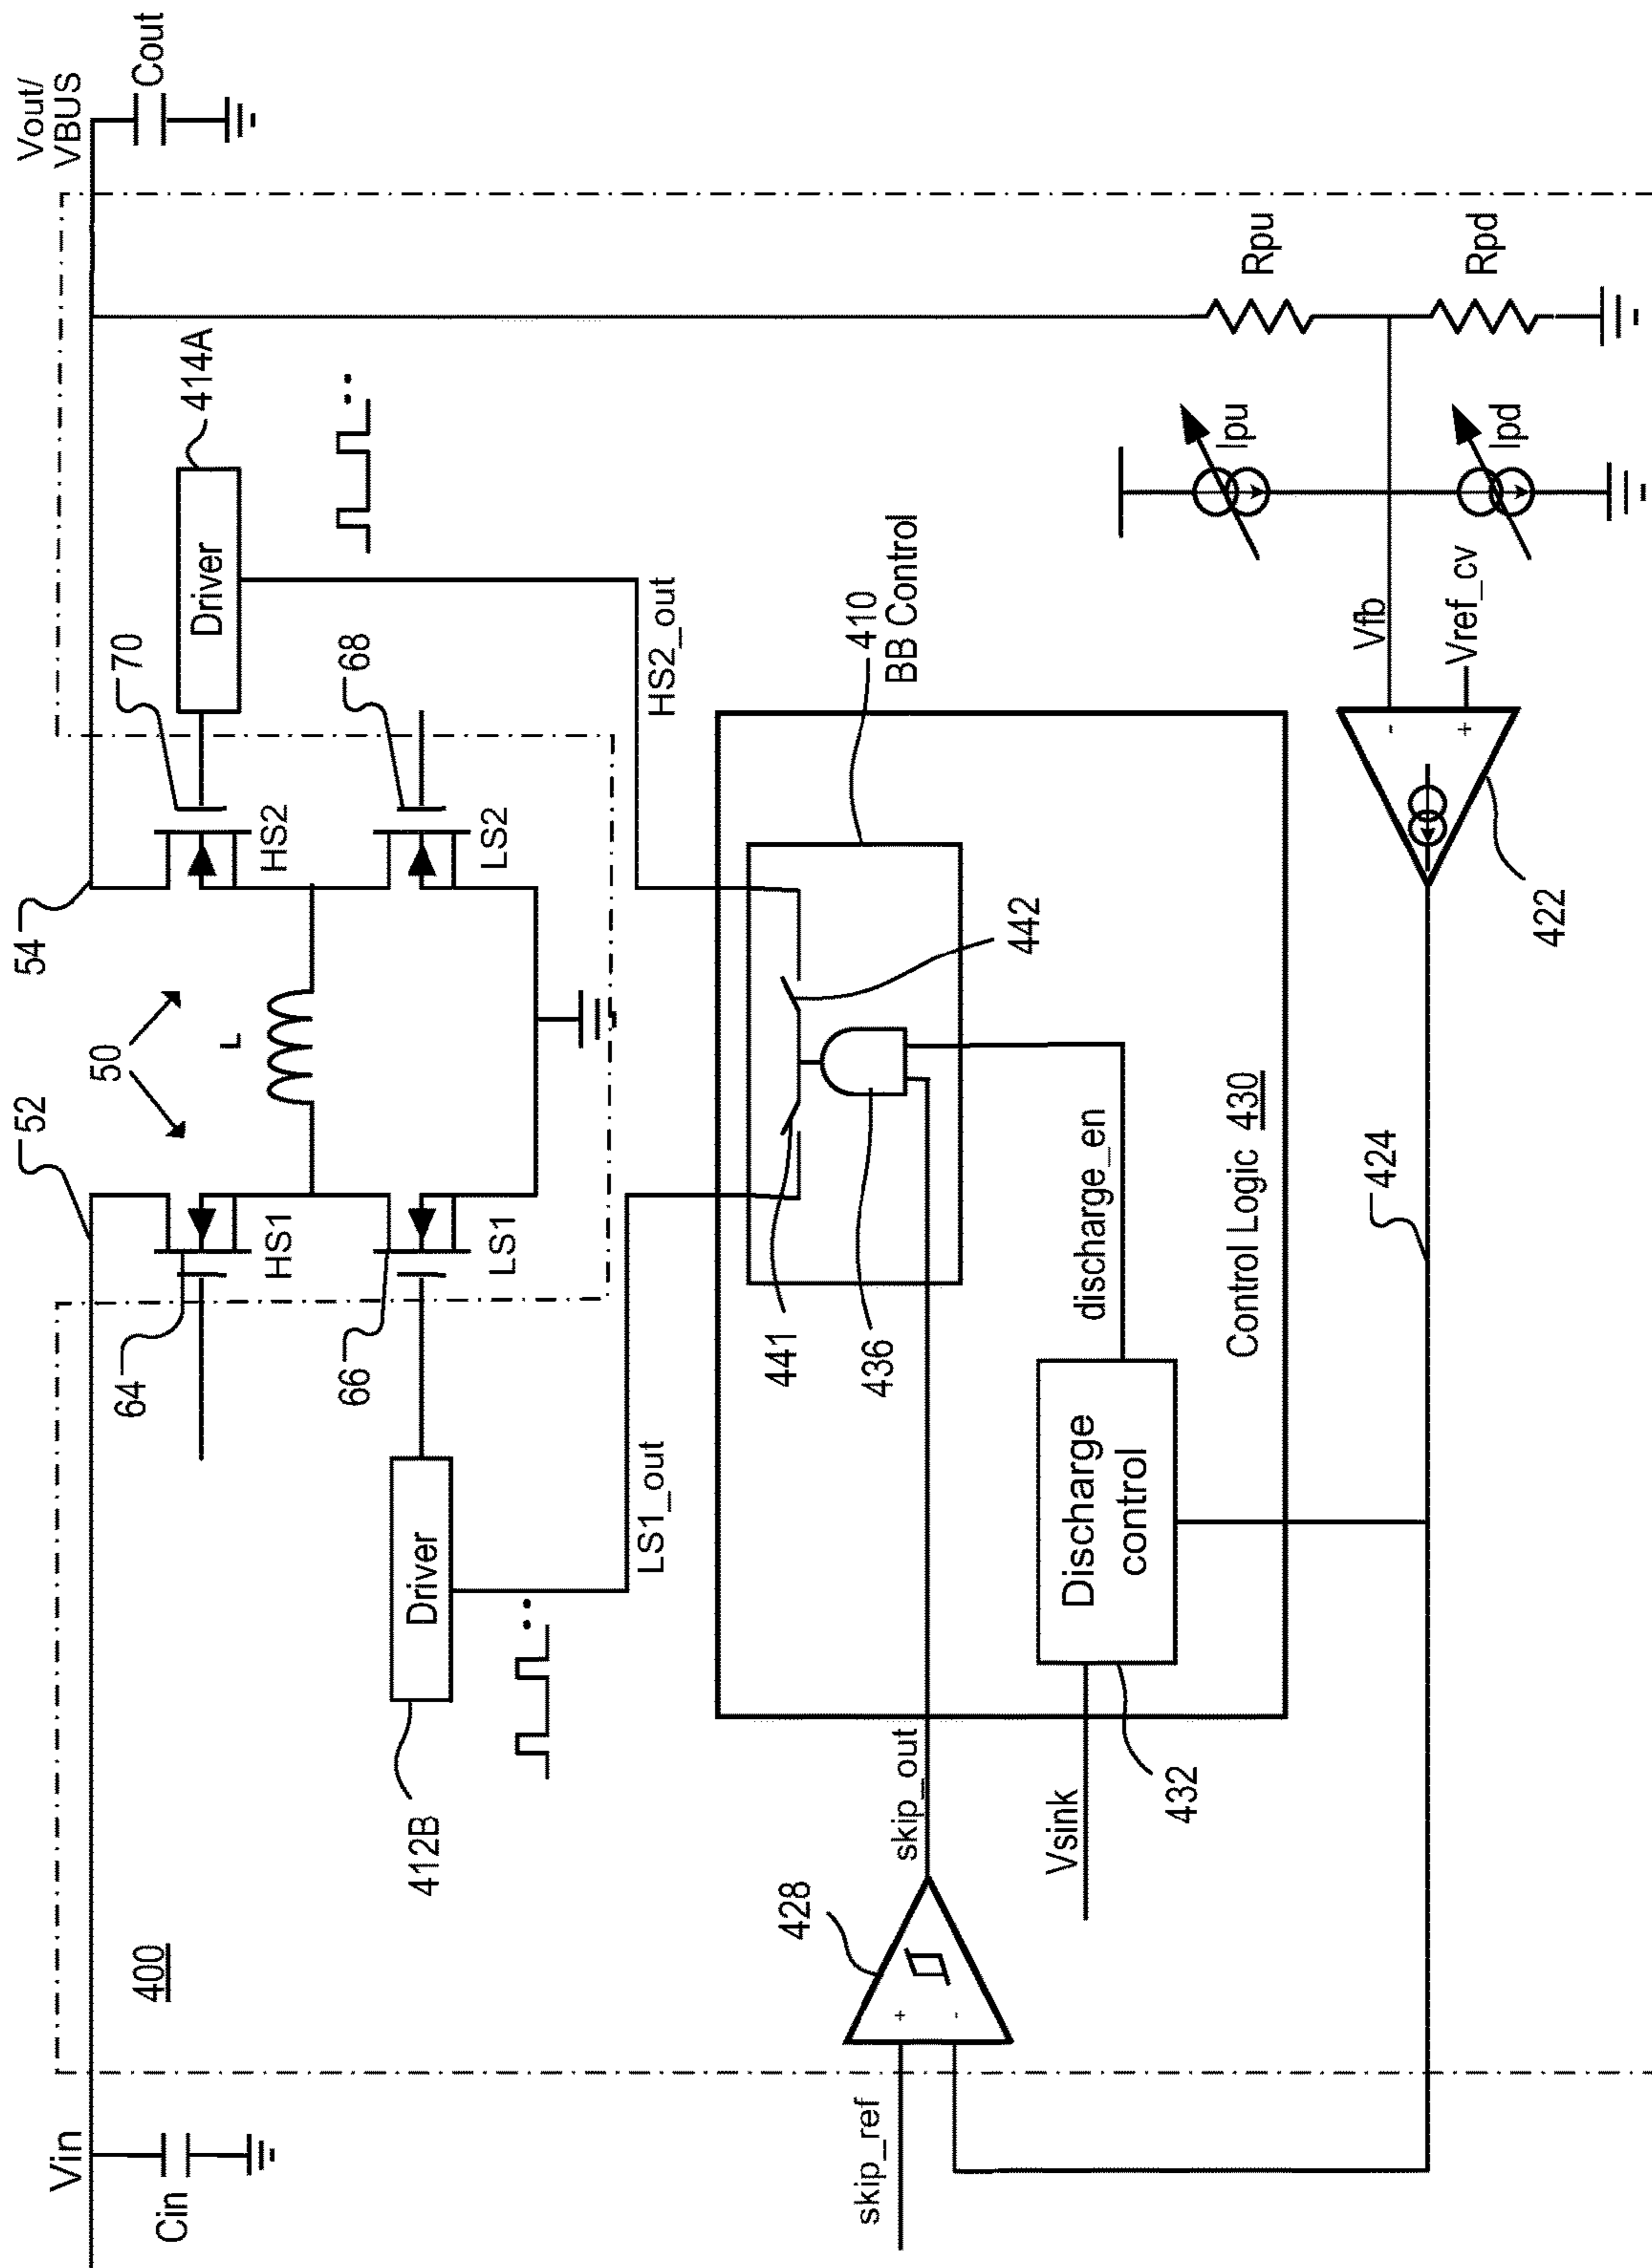 Vin
Cin
400
52
50
54
Vout/
VBUS
Cout
64
HS1
L
70
HS2
Driver
414A
66
LS1
68
LS2
Driver
412B
LS1_out
HS2_out
410
BB Control
441
442
436
skip_ref
+
-
428
skip_out
discharge_en
Vsink
432
Discharge
control
Control Logic 430
Rpu
Rpd
Ipu
Ipd
Vfb
Vref_cv
-
+
422
424